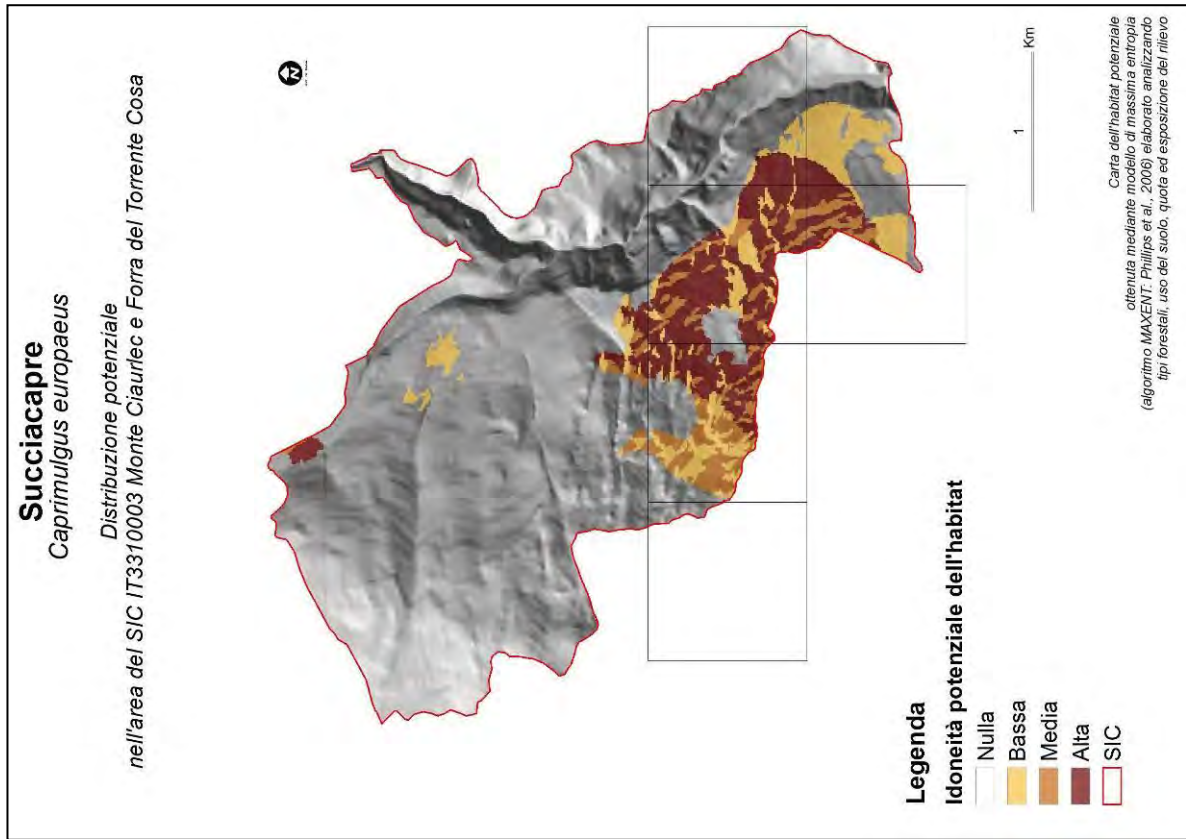 Succiacapre
Caprimulgus europaeus
Distribuzione potenziale
nell'area del SIC IT3310003 Monte Ciaurlec e Forra del Torrente Cosa
N
Legenda
Idoneità potenziale dell'habitat
Nulla
Bassa
Media
Alta
SIC
1
Km
Carta dell'habitat potenziale
ottenuta mediante modello di massima entropia
(algoritmo MAXENT: Phillips et al., 2006) elaborato analizzando
tipi forestali, uso del suolo, quota ed esposizione del rilievo